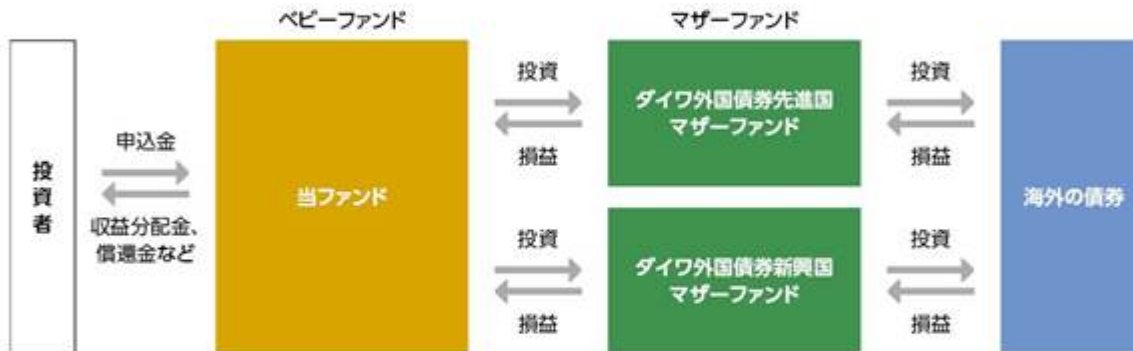 ベビーファンド
マザーファンド
投資者
申込金
収益分配金、
償還金など
当ファンド
投資
損益
ダイワ外国債券先進国
マザーファンド
投資
損益
投資
損益
ダイワ外国債券新興国
マザーファンド
投資
損益
海外の債券